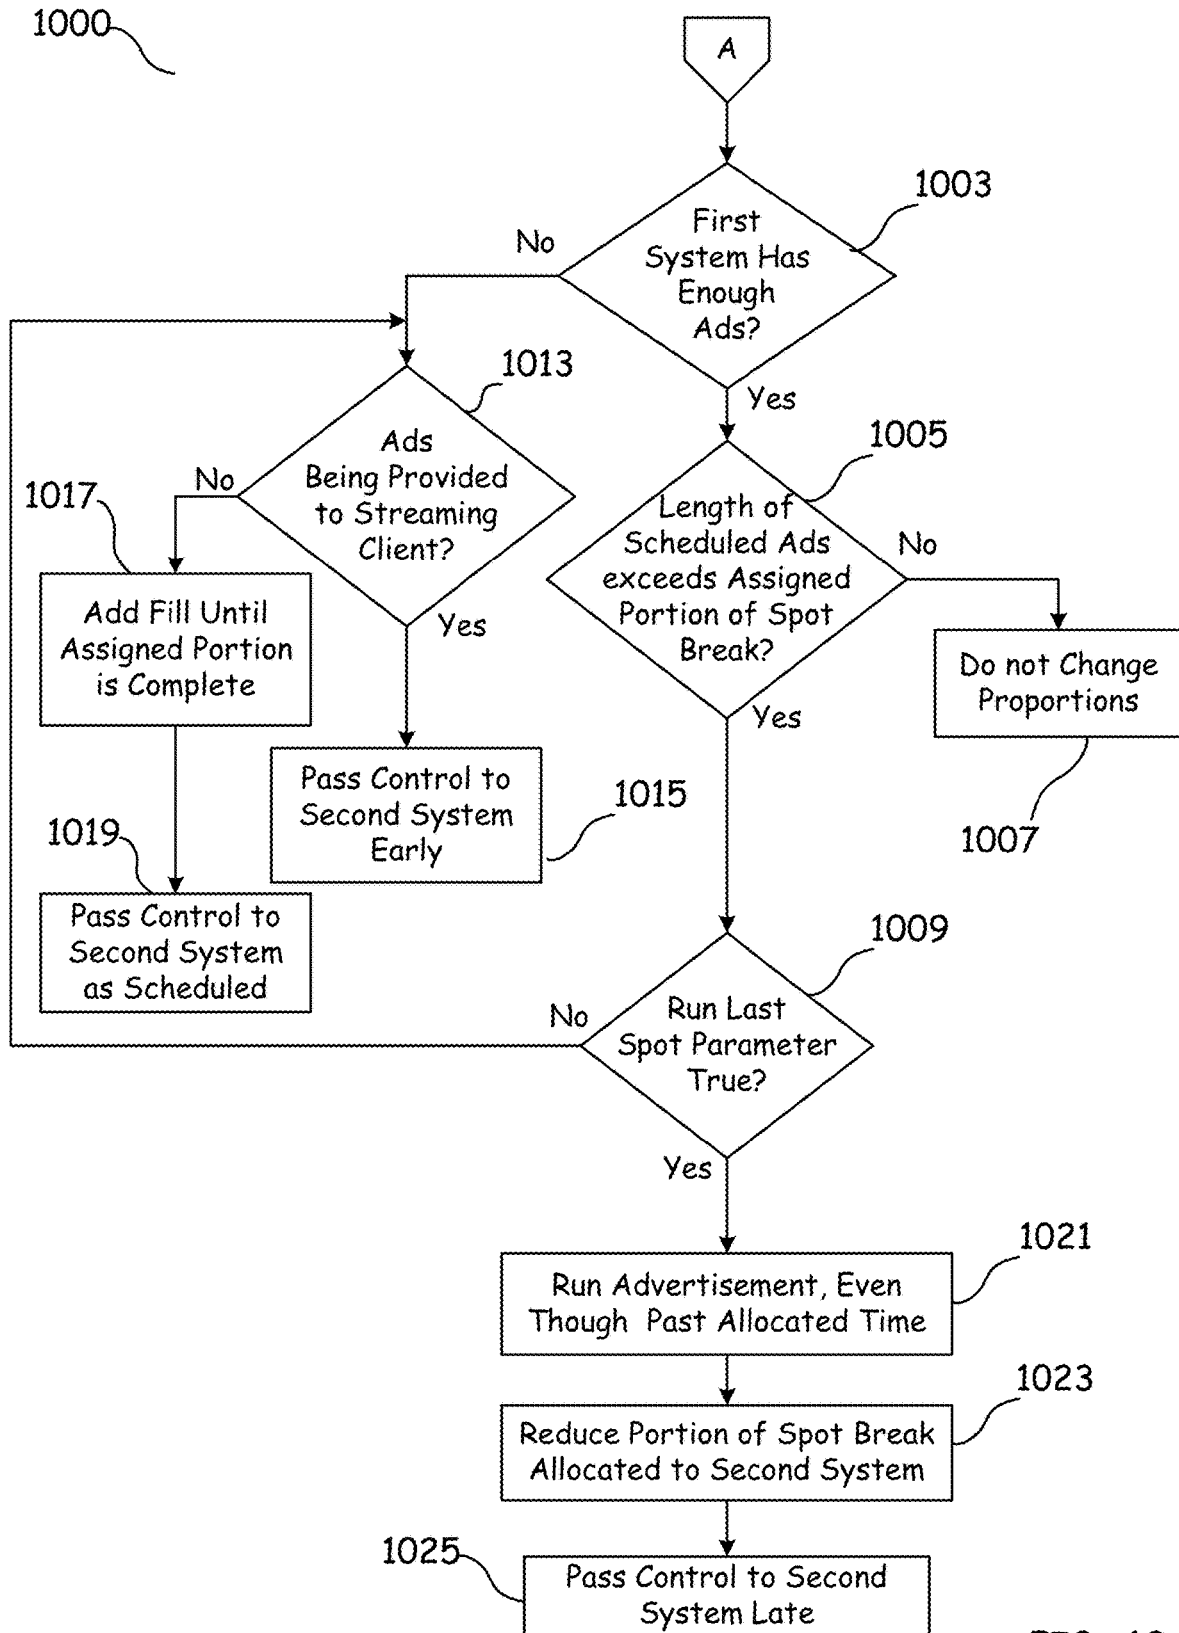 1000
A
1003
First
System Has
Enough
Ads?
No
Yes
1013
Ads
Being Provided
to Streaming
Client?
No
Yes
1005
Length of
Scheduled Ads
exceeds Assigned
Portion of Spot
Break?
No
Yes
1017
Add Fill Until
Assigned Portion
is Complete
Do not Change
Proportions
1007
Pass Control to
Second System
Early
1015
1019
Pass Control to
Second System
as Scheduled
1009
Run Last
Spot Parameter
True?
No
Yes
1021
Run Advertisement, Even
Though Past Allocated Time
1023
Reduce Portion of Spot Break
Allocated to Second System
1025
Pass Control to Second
System Late